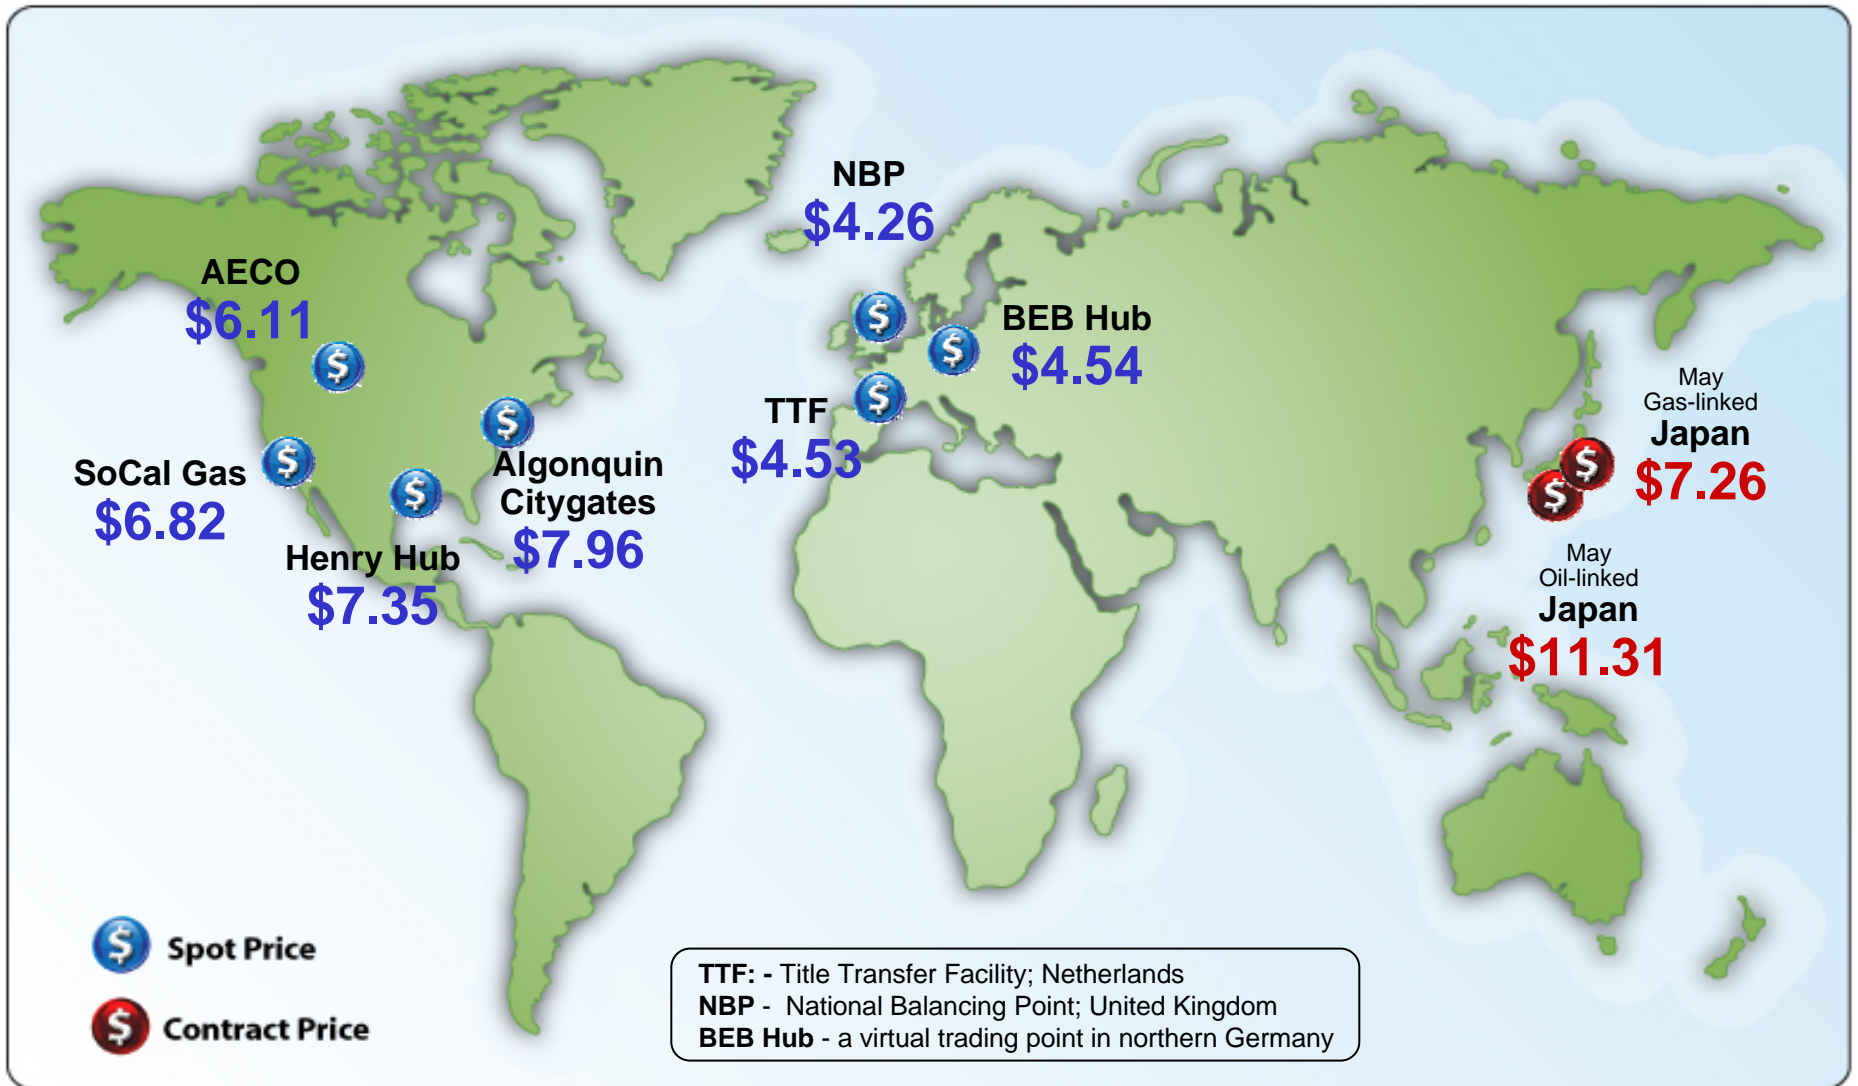 NBP
$4.26
AECO
$6.11
BEB Hub
$4.54
May
Gas-linked
Japan
$7.26
TTF
$4.53
SoCal Gas
$6.82
Algonquin
Citygates
$7.96
Henry Hub
$7.35
May
Oil-linked
Japan
$11.31
$ Spot Price
$ Contract Price
TTF: - Title Transfer Facility; Netherlands
NBP - National Balancing Point; United Kingdom
BEB Hub - a virtual trading point in northern Germany
$
$
$
$
$
$
$
$
$